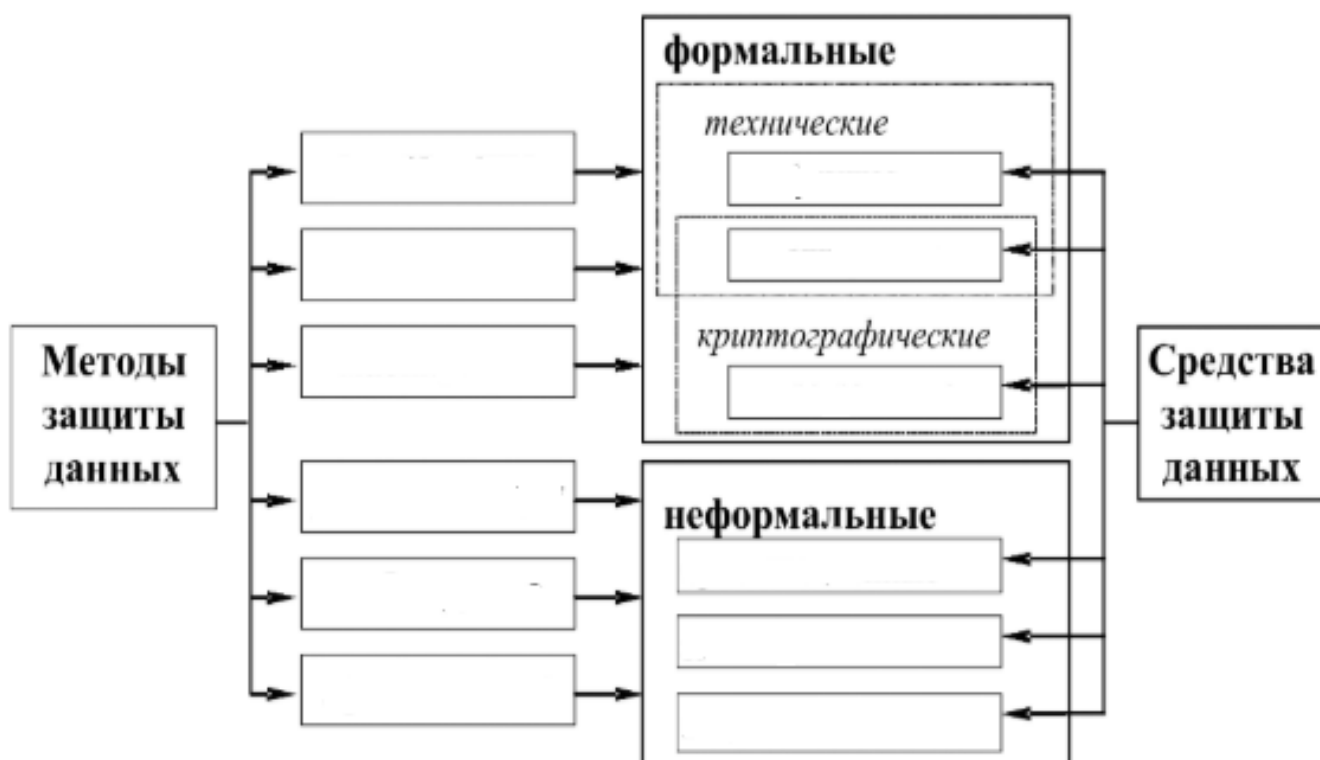 формальные
технические
криптографические
Методы
защиты
данных
Средства
защиты
данных
неформальные